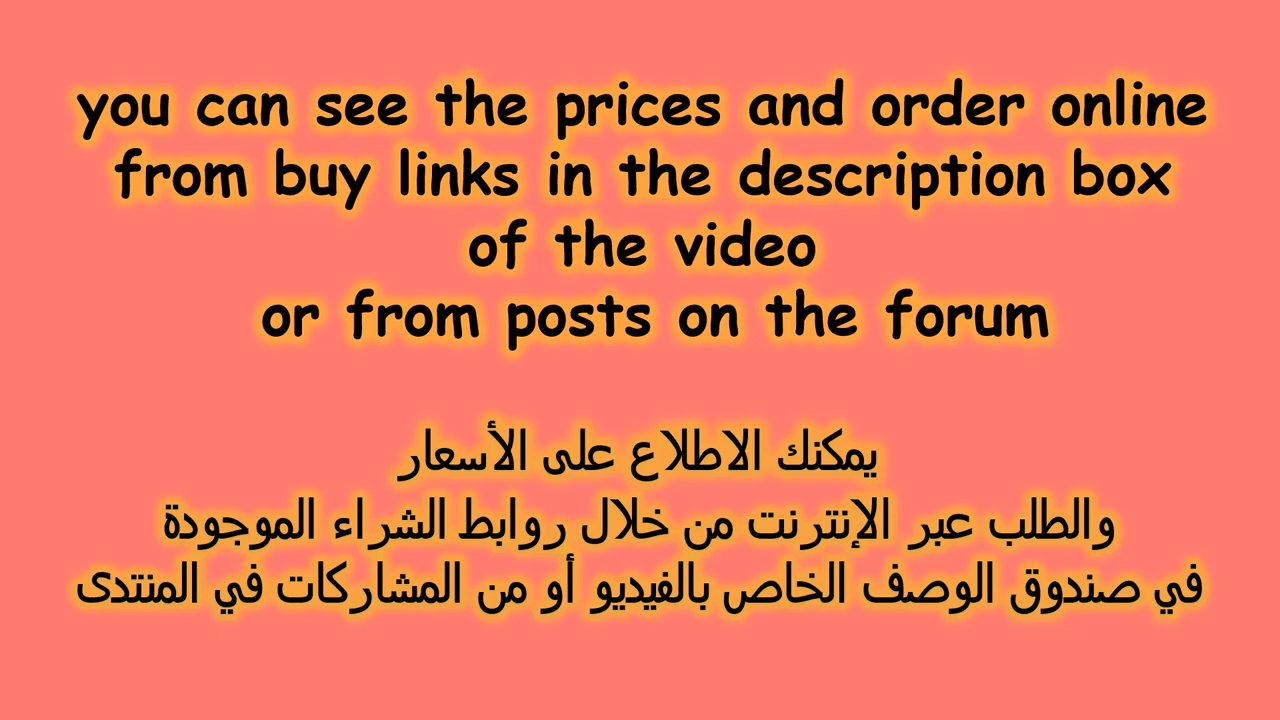 you can see the prices and order online
from buy links in the description box
of the video
or from posts on the forum
يمكنك الاطلاع على الأسعار
والطلب عبر الإنترنت من خلال روابط الشراء الموجودة
في صندوق الوصف الخاص بالفيديو أو من المشاركات في المنتدى